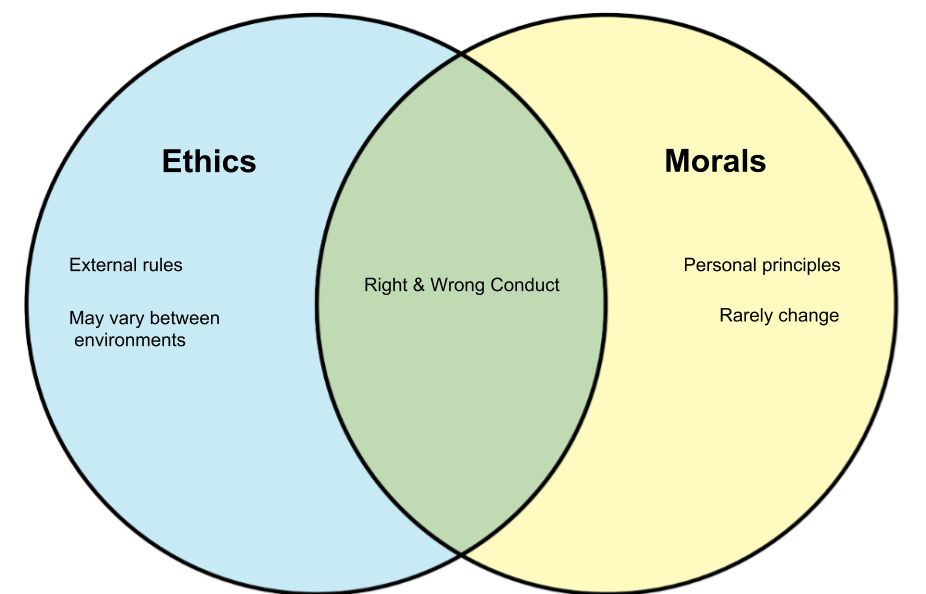 Ethics
Morals
External rules
May vary between
environments
Right & Wrong Conduct
Personal principles
Rarely change